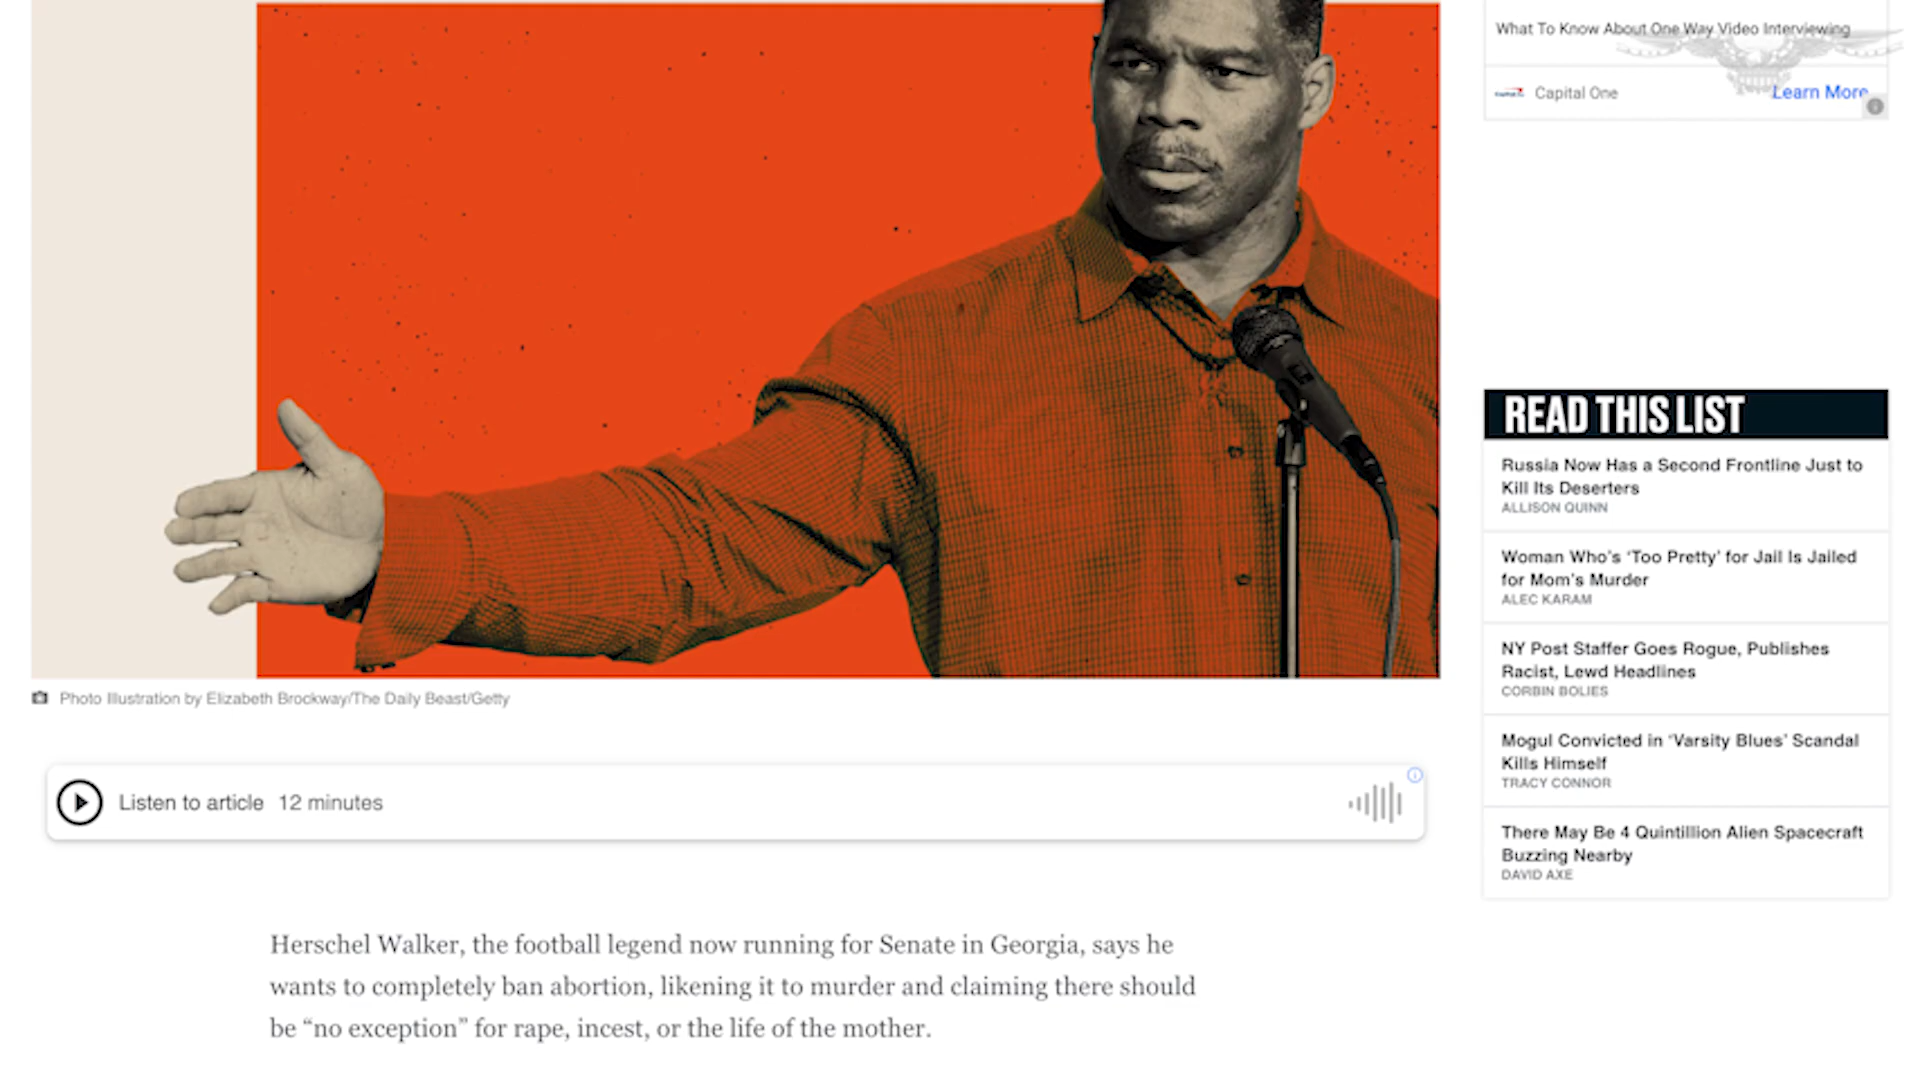 What To Know About One Way Video Interviewing
Capital One
Learn More
Photo Illustration by Elizabeth Brockway/The Daily Beast/Getty
Listen to article 12 minutes
Herschel Walker, the football legend now running for Senate in Georgia, says he
wants to completely ban abortion, likening it to murder and claiming there should
be “no exception” for rape, incest, or the life of the mother.
READ THIS LIST
Russia Now Has a Second Frontline Just to
Kill Its Deserters
ALLISON QUINN
Woman Who’s ‘Too Pretty’ for Jail Is Jailed
for Mom’s Murder
ALEC KARAM
NY Post Staffer Goes Rogue, Publishes
Racist, Lewd Headlines
CORBIN BOLIES
Mogul Convicted in ‘Varsity Blues’ Scandal
Kills Himself
TRACY CONNOR
There May Be 4 Quintillion Alien Spacecraft
Buzzing Nearby
DAVID AXE